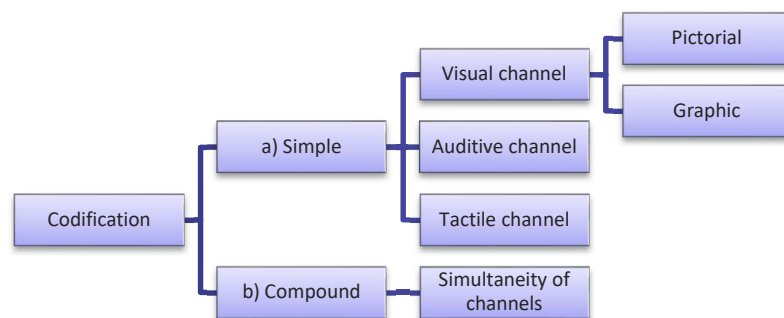 Codification
a) Simple
Visual channel
Pictorial
Graphic
Auditive channel
Tactile channel
b) Compound
Simultaneity of
channels